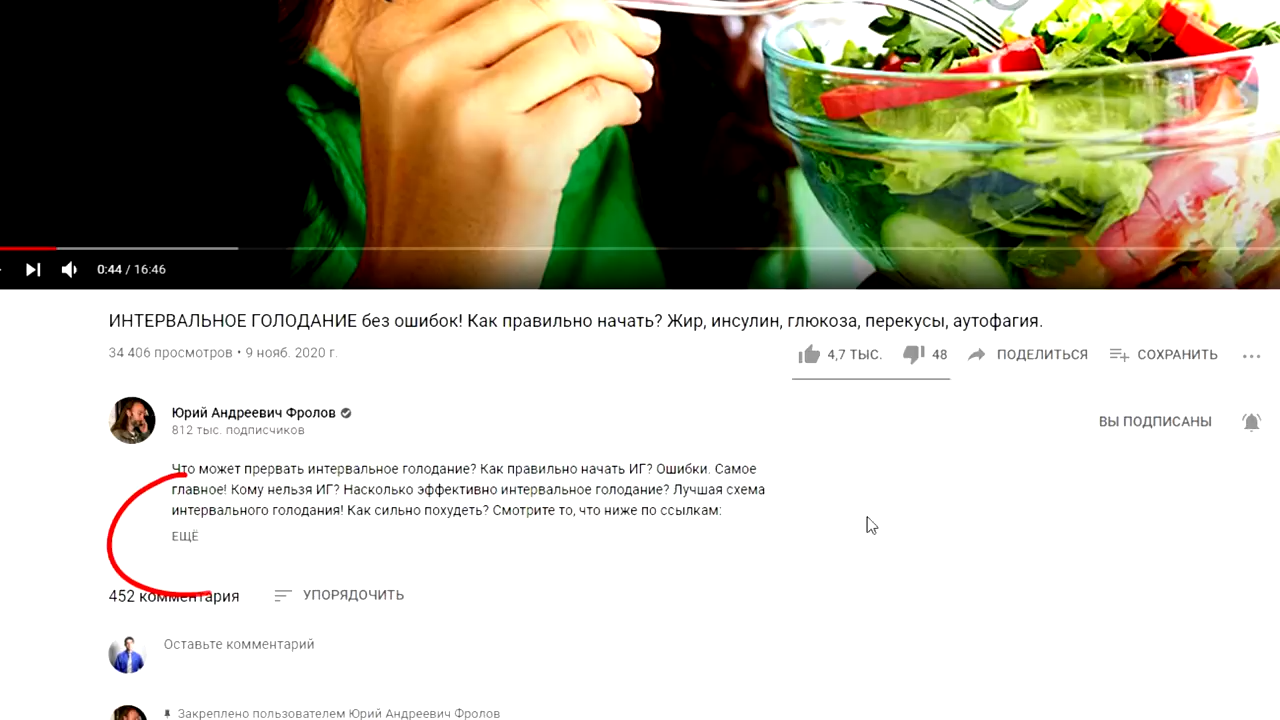 0:44 / 16:46
ИНТЕРВАЛЬНОЕ ГОЛОДАНИЕ без ошибок! Как правильно начать? Жир, инсулин, глюкоза, перекусы, аутофагия.
34 406 просмотров • 9 нояб. 2020 г.
4,7 ТЫС. 48 ПОДЕЛИТЬСЯ СОХРАНИТЬ
Юрий Андреевич Фролов
812 тыс. подписчиков
ВЫ ПОДПИСАНЫ
Что может прервать интервальное голодание? Как правильно начать ИГ? Ошибки. Самое
главное! Кому нельзя ИГ? Насколько эффективно интервальное голодание? Лучшая схема
интервального голодания! Как сильно похудеть? Смотрите то, что ниже по ссылкам:
ЕЩЁ
452 комментария УПОРЯДОЧИТЬ
Оставьте комментарий
Закреплено пользователем Юрий Андреевич Фролов